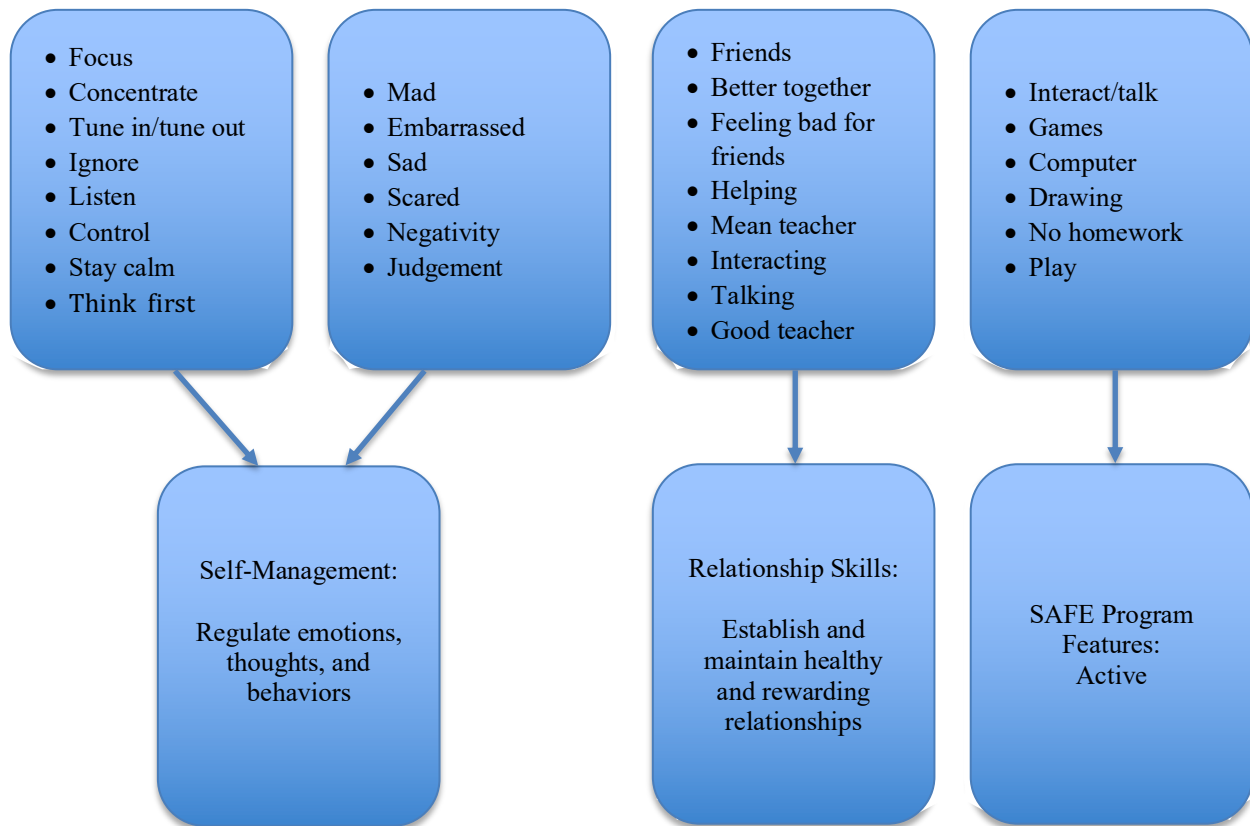 • Focus
• Concentrate
• Tune in/tune out
• Ignore
• Listen
• Control
• Stay calm
• Think first
• Mad
• Embarrassed
• Sad
• Scared
• Negativity
• Judgement
• Friends
• Better together
• Feeling bad for
friends
• Helping
• Mean teacher
• Interacting
• Talking
• Good teacher
• Interact/talk
• Games
• Computer
• Drawing
• No homework
• Play
Self-Management:
Regulate emotions,
thoughts, and
behaviors
Relationship Skills:
Establish and
maintain healthy
and rewarding
relationships
SAFE Program
Features:
Active